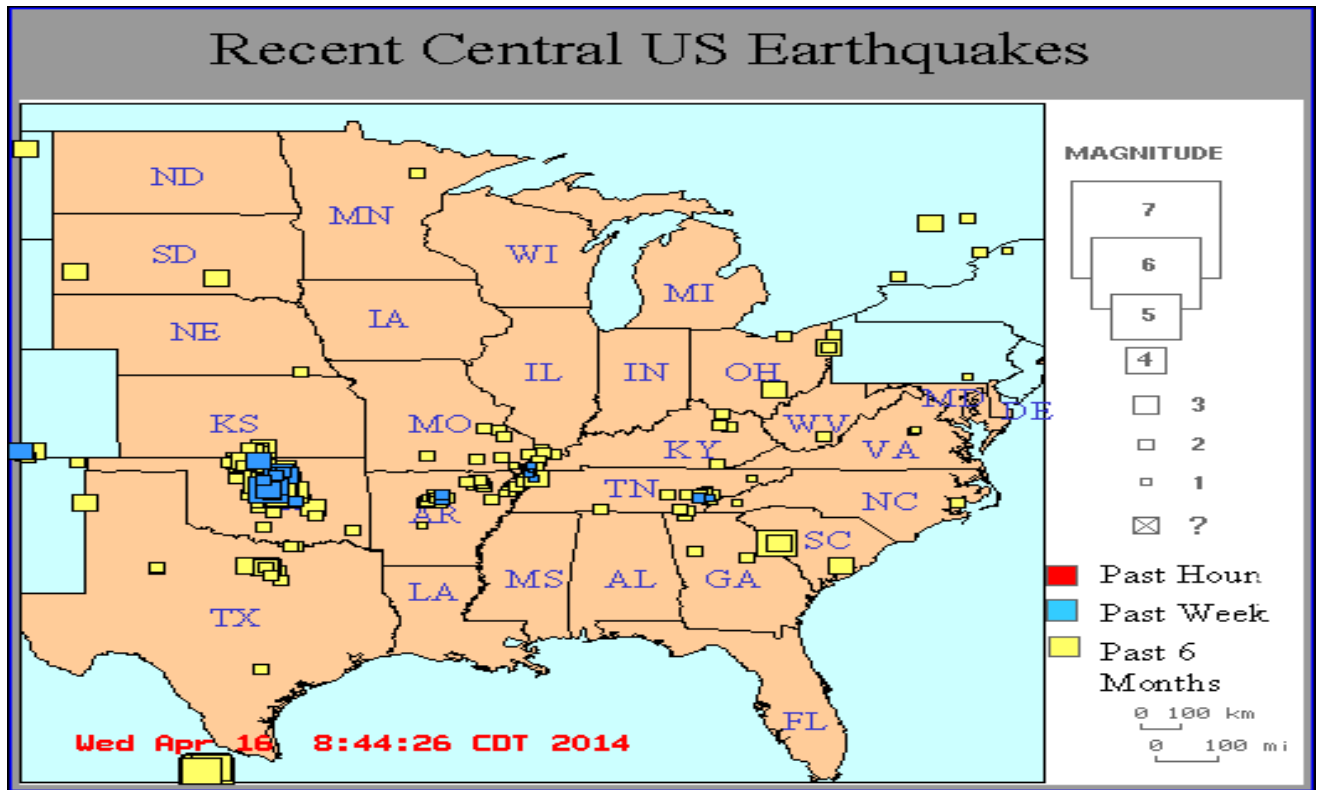 Recent Central US Earthquakes
MAGNITUDE
7
6
5
4
3
2
1
?
Past Houn
Past Week
Past 6
Months
0 100 km
0 100 mi
ND
MN
SD
WI
MI
NE
IA
IL
IN
OH
KS
MO
KY
WV
MD
DE
VA
TN
NC
AR
SC
MS
AL
GA
LA
TX
FL
Wed Apr 16 8:44:26 CDT 2014